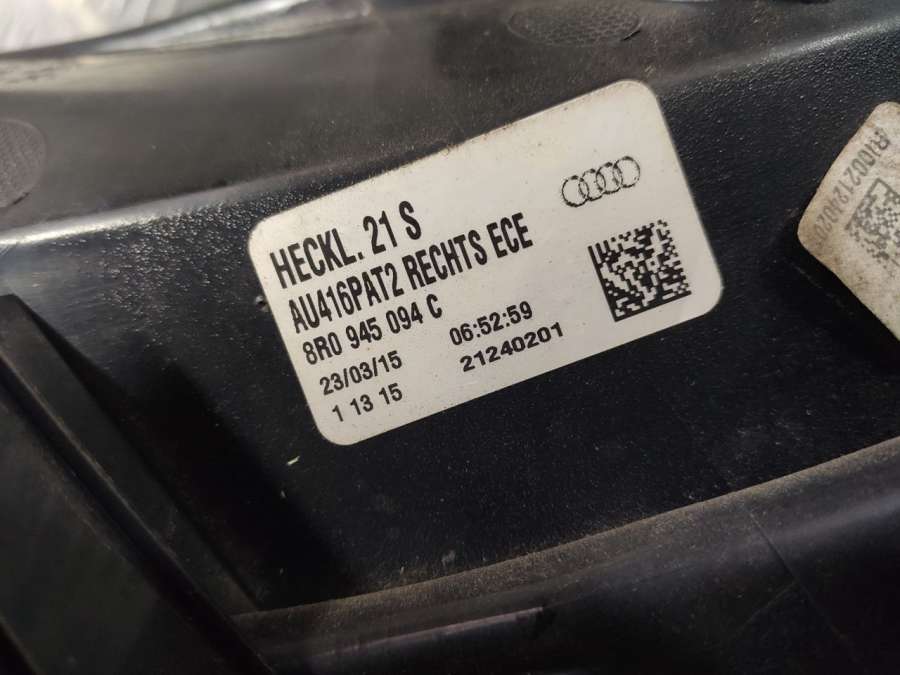 HECKL. 21 S
AU416PAT2 RECHTS ECE
8R0 945 094 C
23/03/15 06:52:59
1 13 15 21240201